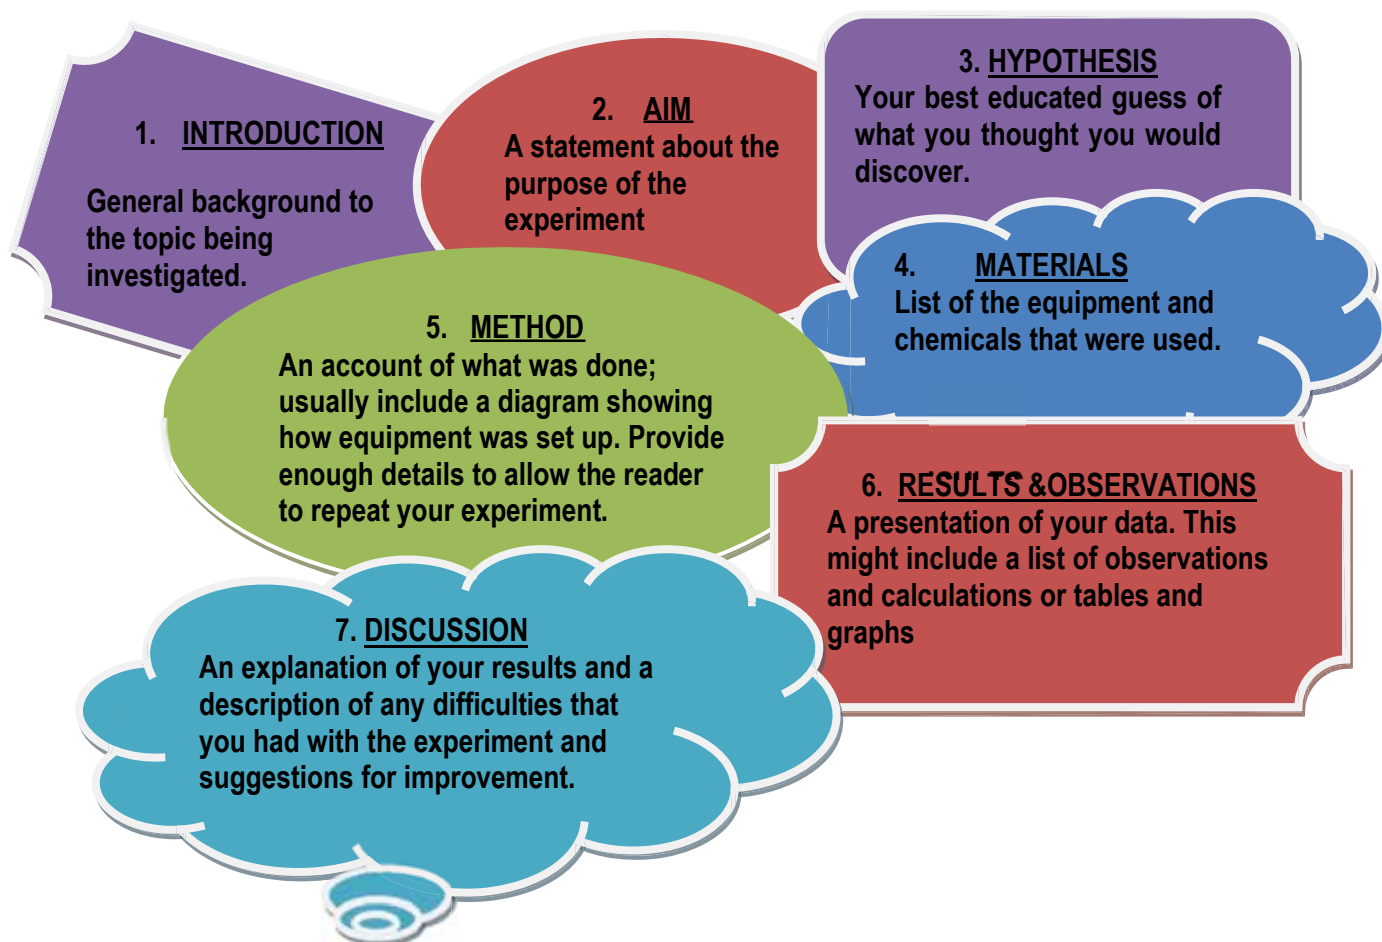 1. INTRODUCTION
General background to
the topic being
investigated.
2. AIM
A statement about the
purpose of the
experiment
3. HYPOTHESIS
Your best educated guess of
what you thought you would
discover.
4. MATERIALS
List of the equipment and
chemicals that were used.
5. METHOD
An account of what was done;
usually include a diagram showing
how equipment was set up. Provide
enough details to allow the reader
to repeat your experiment.
6. RESULTS &OBSERVATIONS
A presentation of your data. This
might include a list of observations
and calculations or tables and
graphs
7. DISCUSSION
An explanation of your results and a
description of any difficulties that
you had with the experiment and
suggestions for improvement.